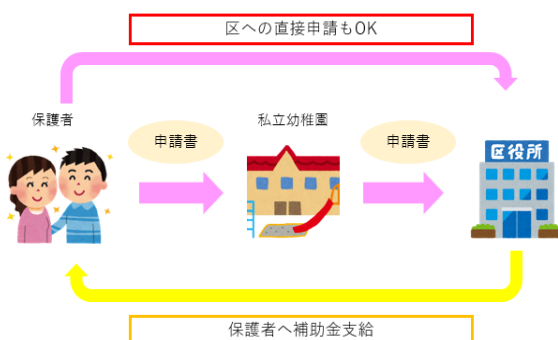 区への直接申請もOK
保護者
私立幼稚園
申請書
申請書
区役所
保護者へ補助金支給